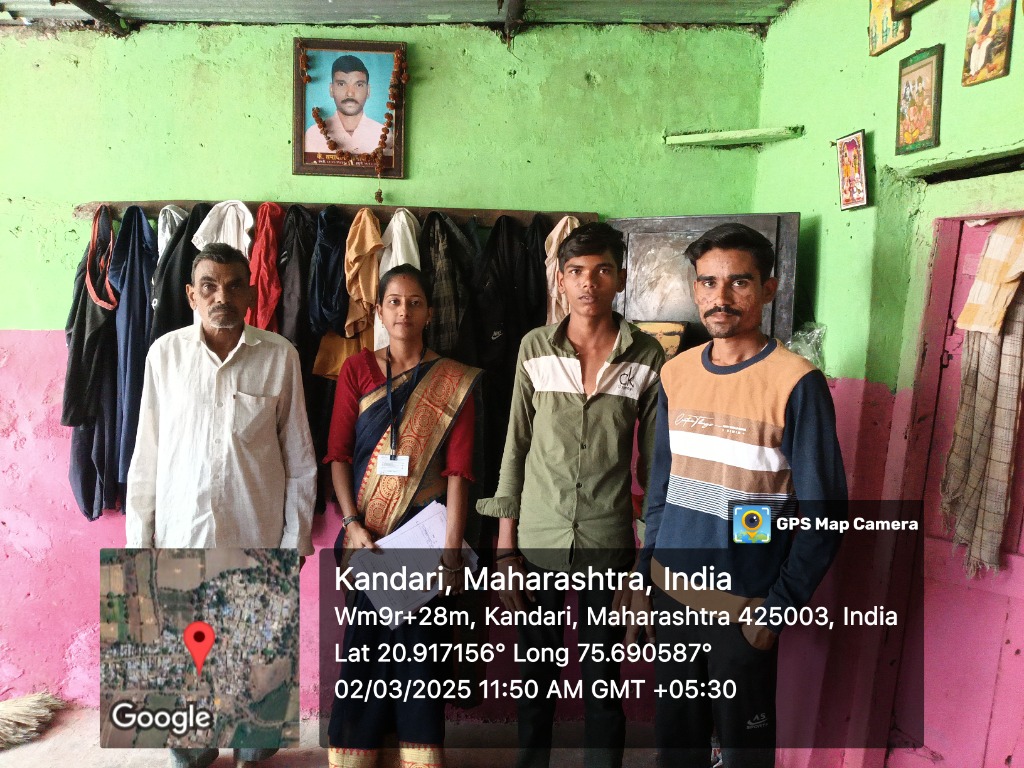 GPS Map Camera
Kandari, Maharashtra, India
Wm9r+28m, Kandari, Maharashtra 425003, India
Lat 20.917156° Long 75.690587°
02/03/2025 11:50 AM GMT +05:30
Google